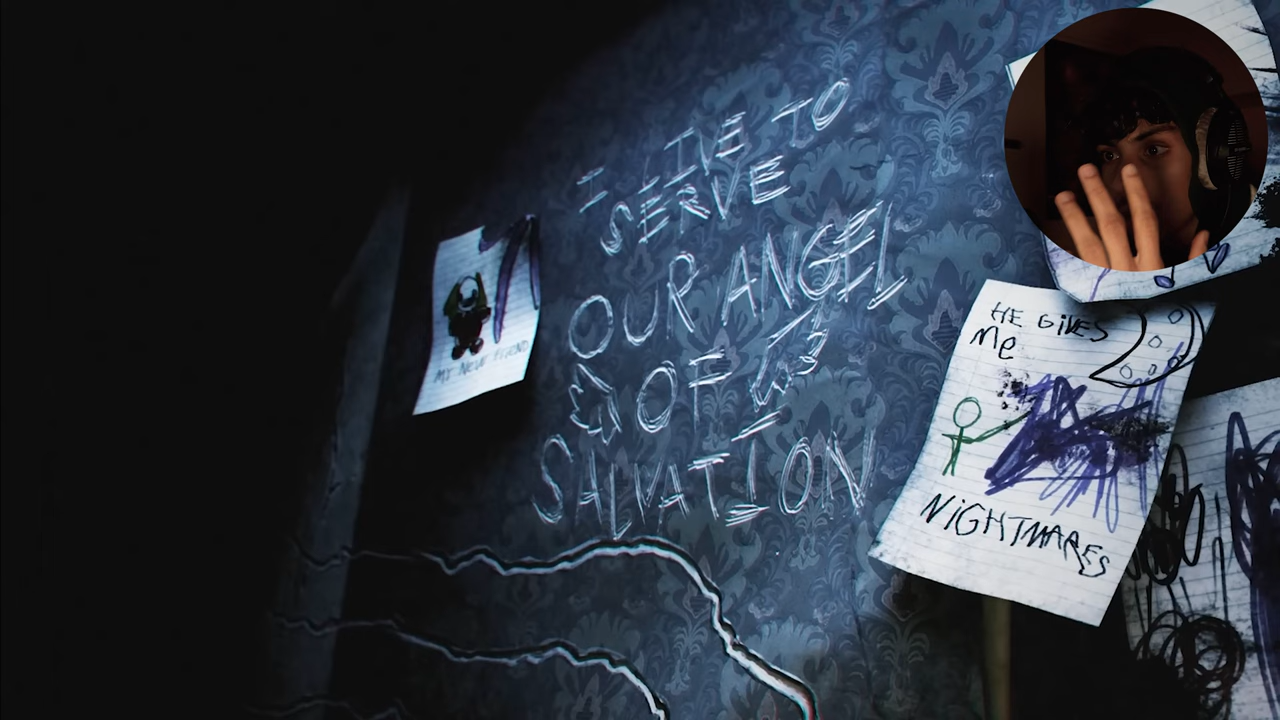 I LIVE TO
SERVE
OUR ANGEL
OF
SALVATION
MY NEW FRIEND
HE GIVES
Me
NiGHTMARES